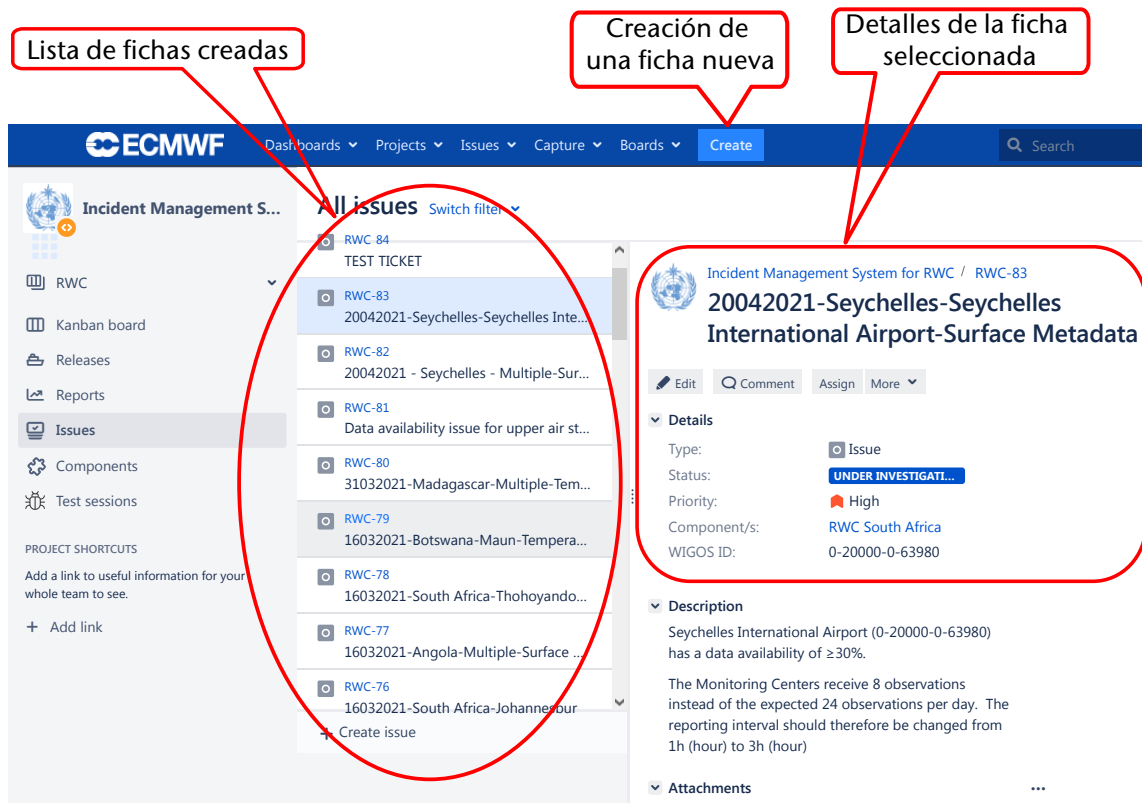 Lista de fichas creadas
Creación de
una ficha nueva
Detalles de la ficha
seleccionada
ECMWF
Dashboards
Projects
Issues
Capture
Boards
Create
Search
Incident Management S...
RWC
Kanban board
Releases
Reports
Issues
Components
Test sessions
PROJECT SHORTCUTS
Add a link to useful information for your
whole team to see.
+ Add link
All issues Switch filter
RWC-84
TEST TICKET
RWC-83
20042021-Seychelles-Seychelles Inte...
RWC-82
20042021 - Seychelles - Multiple-Sur...
RWC-81
Data availability issue for upper air st...
RWC-80
31032021-Madagascar-Multiple-Tem...
RWC-79
16032021-Botswana-Maun-Tempera...
RWC-78
16032021-South Africa-Thohoyando...
RWC-77
16032021-Angola-Multiple-Surface ...
RWC-76
16032021-South Africa-Johannesbur
+ Create issue
Incident Management System for RWC / RWC-83
20042021-Seychelles-Seychelles
International Airport-Surface Metadata
Edit
Comment
Assign
More
Details
Type: Issue
Status: UNDER INVESTIGATI...
Priority: High
Component/s: RWC South Africa
WIGOS ID: 0-20000-0-63980
Description
Seychelles International Airport (0-20000-0-63980)
has a data availability of ≥30%.
The Monitoring Centers receive 8 observations
instead of the expected 24 observations per day. The
reporting interval should therefore be changed from
1h (hour) to 3h (hour)
Attachments